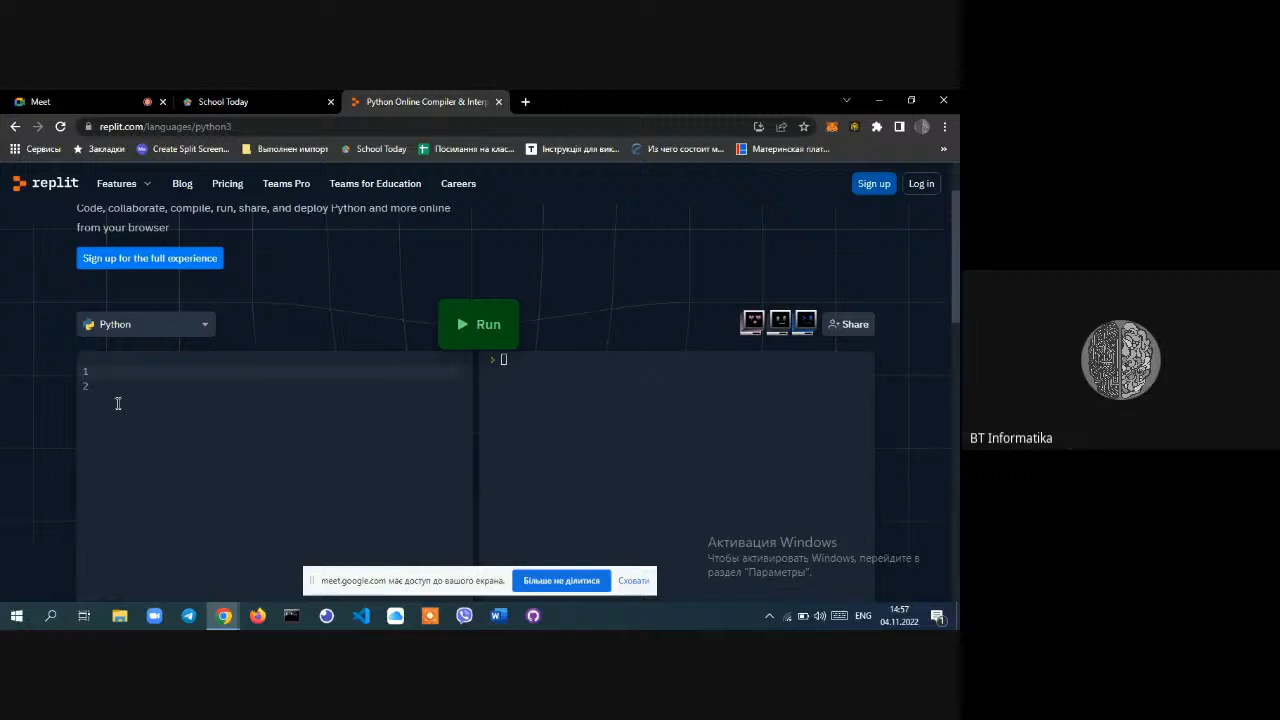 Meet
School Today
Python Online Compiler & Interp
replit.com/languages/python3
Сервисы
Закладки
Create Split Screen...
Выполнен импорт
School Today
Посилання на клас...
Інструкція для вик...
Из чего состоит м...
Материнская плат...
»
replit
Features
Blog
Pricing
Teams Pro
Teams for Education
Careers
Sign up
Log in
Code, collaborate, compile, run, share, and deploy Python and more online
from your browser
Sign up for the full experience
Python
Run
Share
1
2
BT Informatika
Активация Windows
Чтобы активировать Windows, перейдите в
раздел "Параметры".
meet.google.com має доступ до вашого екрана.
Більше не ділитися
Сховати
ENG
14:57
04.11.2022
1